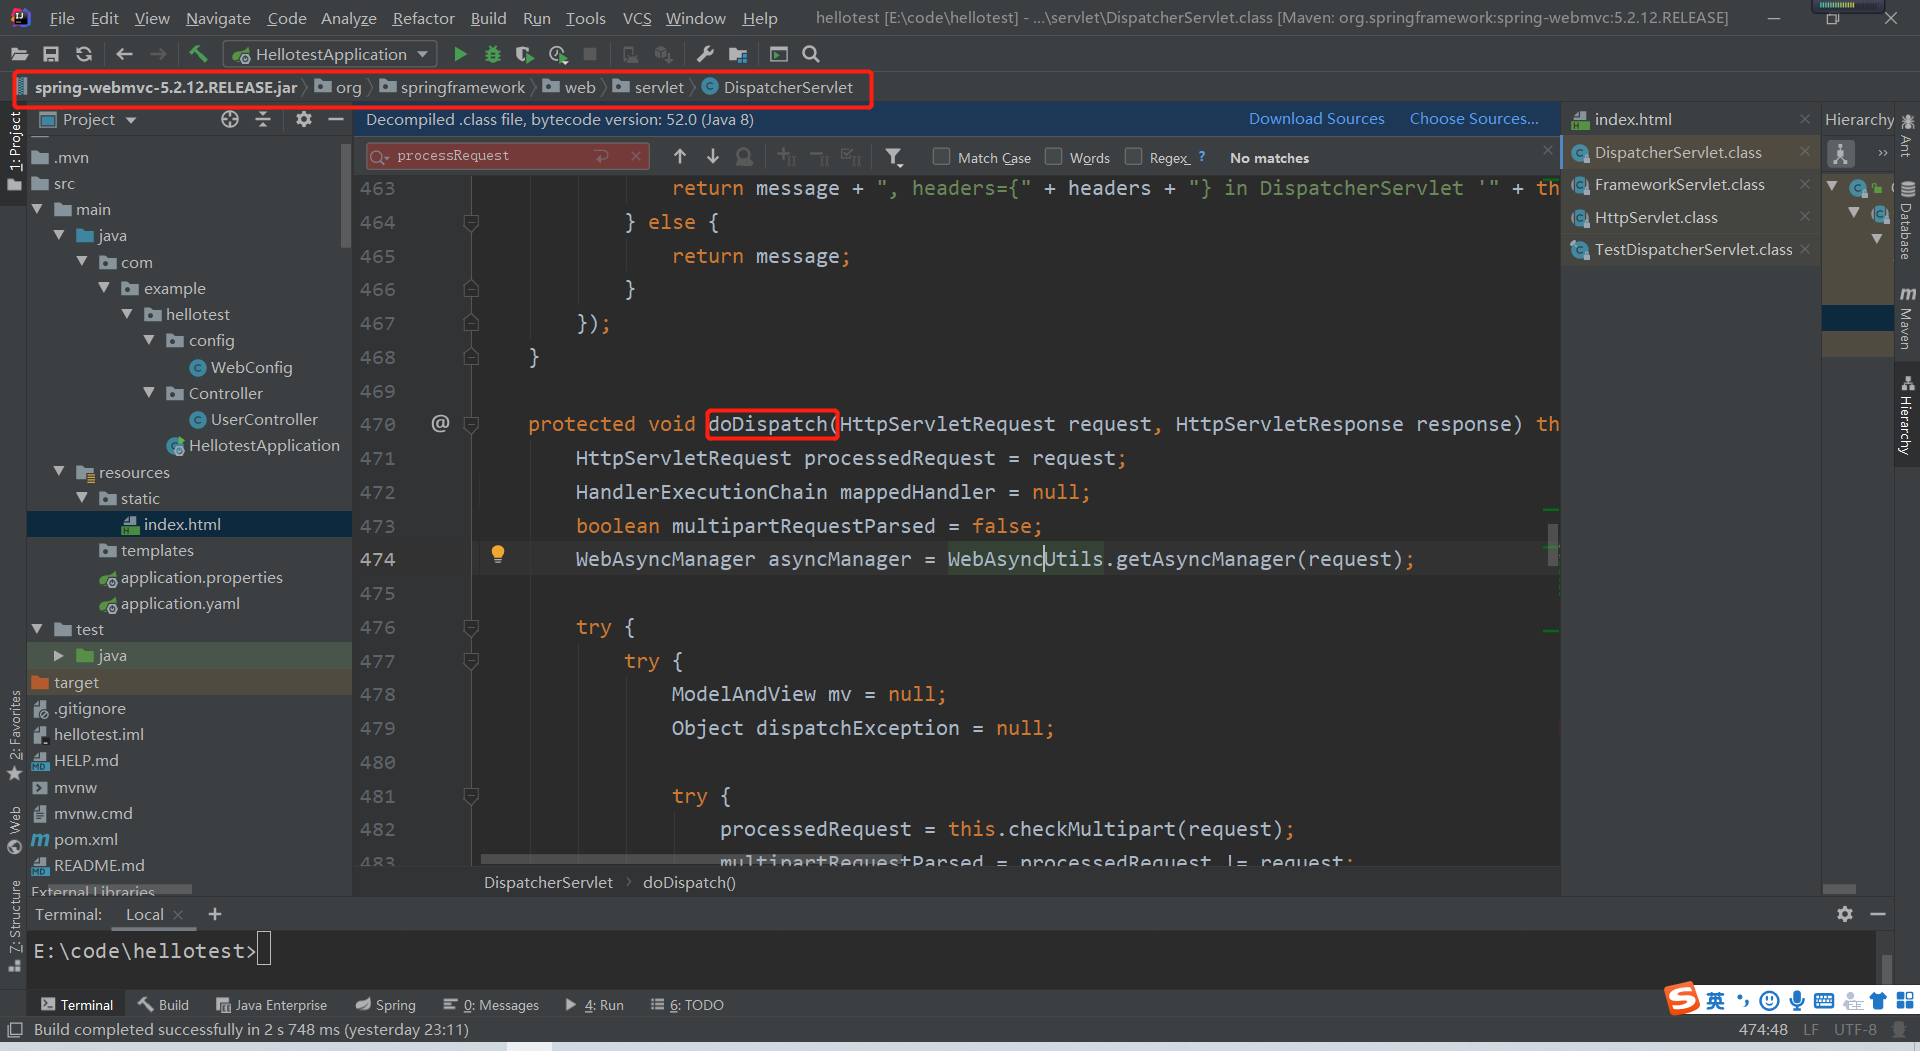 File Edit View Navigate Code Analyze Refactor Build Run Tools VCS Window Help hellotest [E:\code\hellotest] - ...\servlet\DispatcherServlet.class [Maven: org.springframework:spring-webmvc:5.2.12.RELEASE]
HellotestApplication
spring-webmvc-5.2.12.RELEASE.jar org springframework web servlet DispatcherServlet
Project
Decompiled .class file, bytecode version: 52.0 (Java 8) Download Sources Choose Sources...
processRequest Match Case Words Regex ? No matches
1: Project
2: Favorites
Web
7: Structure
.mvn
src
main
java
com
example
hellotest
config
WebConfig
Controller
UserController
HellotestApplication
resources
static
index.html
templates
application.properties
application.yaml
test
java
target
.gitignore
hellotest.iml
HELP.md
mvnw
mvnw.cmd
pom.xml
README.md
External Libraries
463 return message + ", headers={" + headers + "} in DispatcherServlet '" + th
464 } else {
465 return message;
466 }
467 });
468 }
469
470 @ protected void doDispatch(HttpServletRequest request, HttpServletResponse response) th
471 HttpServletRequest processedRequest = request;
472 HandlerExecutionChain mappedHandler = null;
473 boolean multipartRequestParsed = false;
474 WebAsyncManager asyncManager = WebAsyncUtils.getAsyncManager(request);
475
476 try {
477 try {
478 ModelAndView mv = null;
479 Object dispatchException = null;
480
481 try {
482 processedRequest = this.checkMultipart(request);
483 multipartRequestParsed = processedRequest != request;
DispatcherServlet doDispatch()
index.html
DispatcherServlet.class
FrameworkServlet.class
HttpServlet.class
TestDispatcherServlet.class
Hierarchy
Ant
Database
Maven
Hierarchy
Terminal: Local
E:\code\hellotest>
Terminal Build Java Enterprise Spring 0: Messages 4: Run 6: TODO
英
Build completed successfully in 2 s 748 ms (yesterday 23:11) 474:48 LF UTF-8